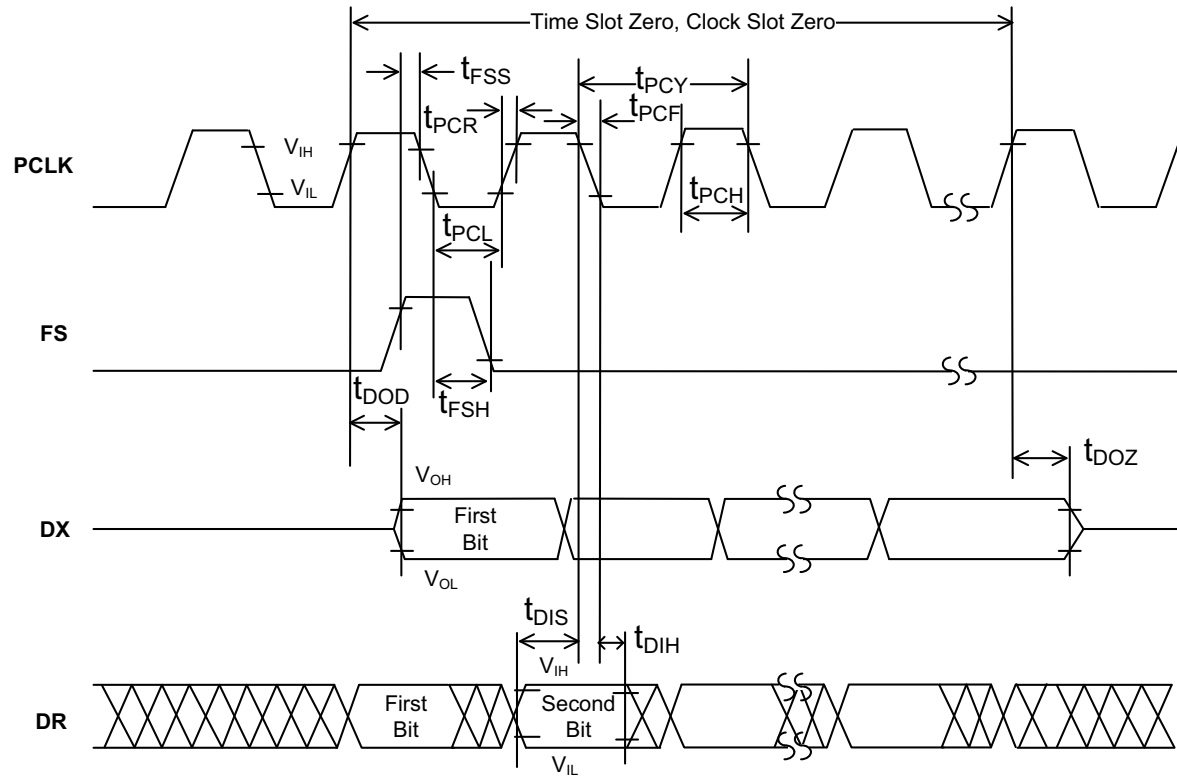 Time Slot Zero, Clock Slot Zero
tFSS
tPCY
tPCR
tPCF
PCLK
VIH
VIL
tPCH
tPCL
FS
tDOD
tFSH
tDOZ
VOH
DX
First
Bit
VOL
tDIS
tDIH
VIH
DR
First
Bit
Second
Bit
VIL